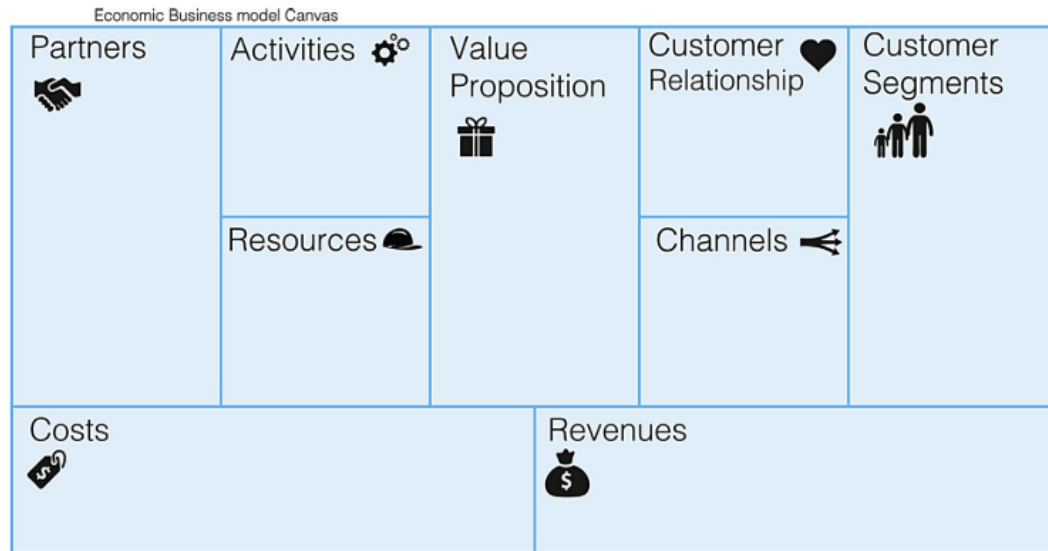 Economic Business model Canvas
Partners
Activities
Value
Proposition
Customer
Relationship
Customer
Segments
Resources
Channels
Costs
$
Revenues
$